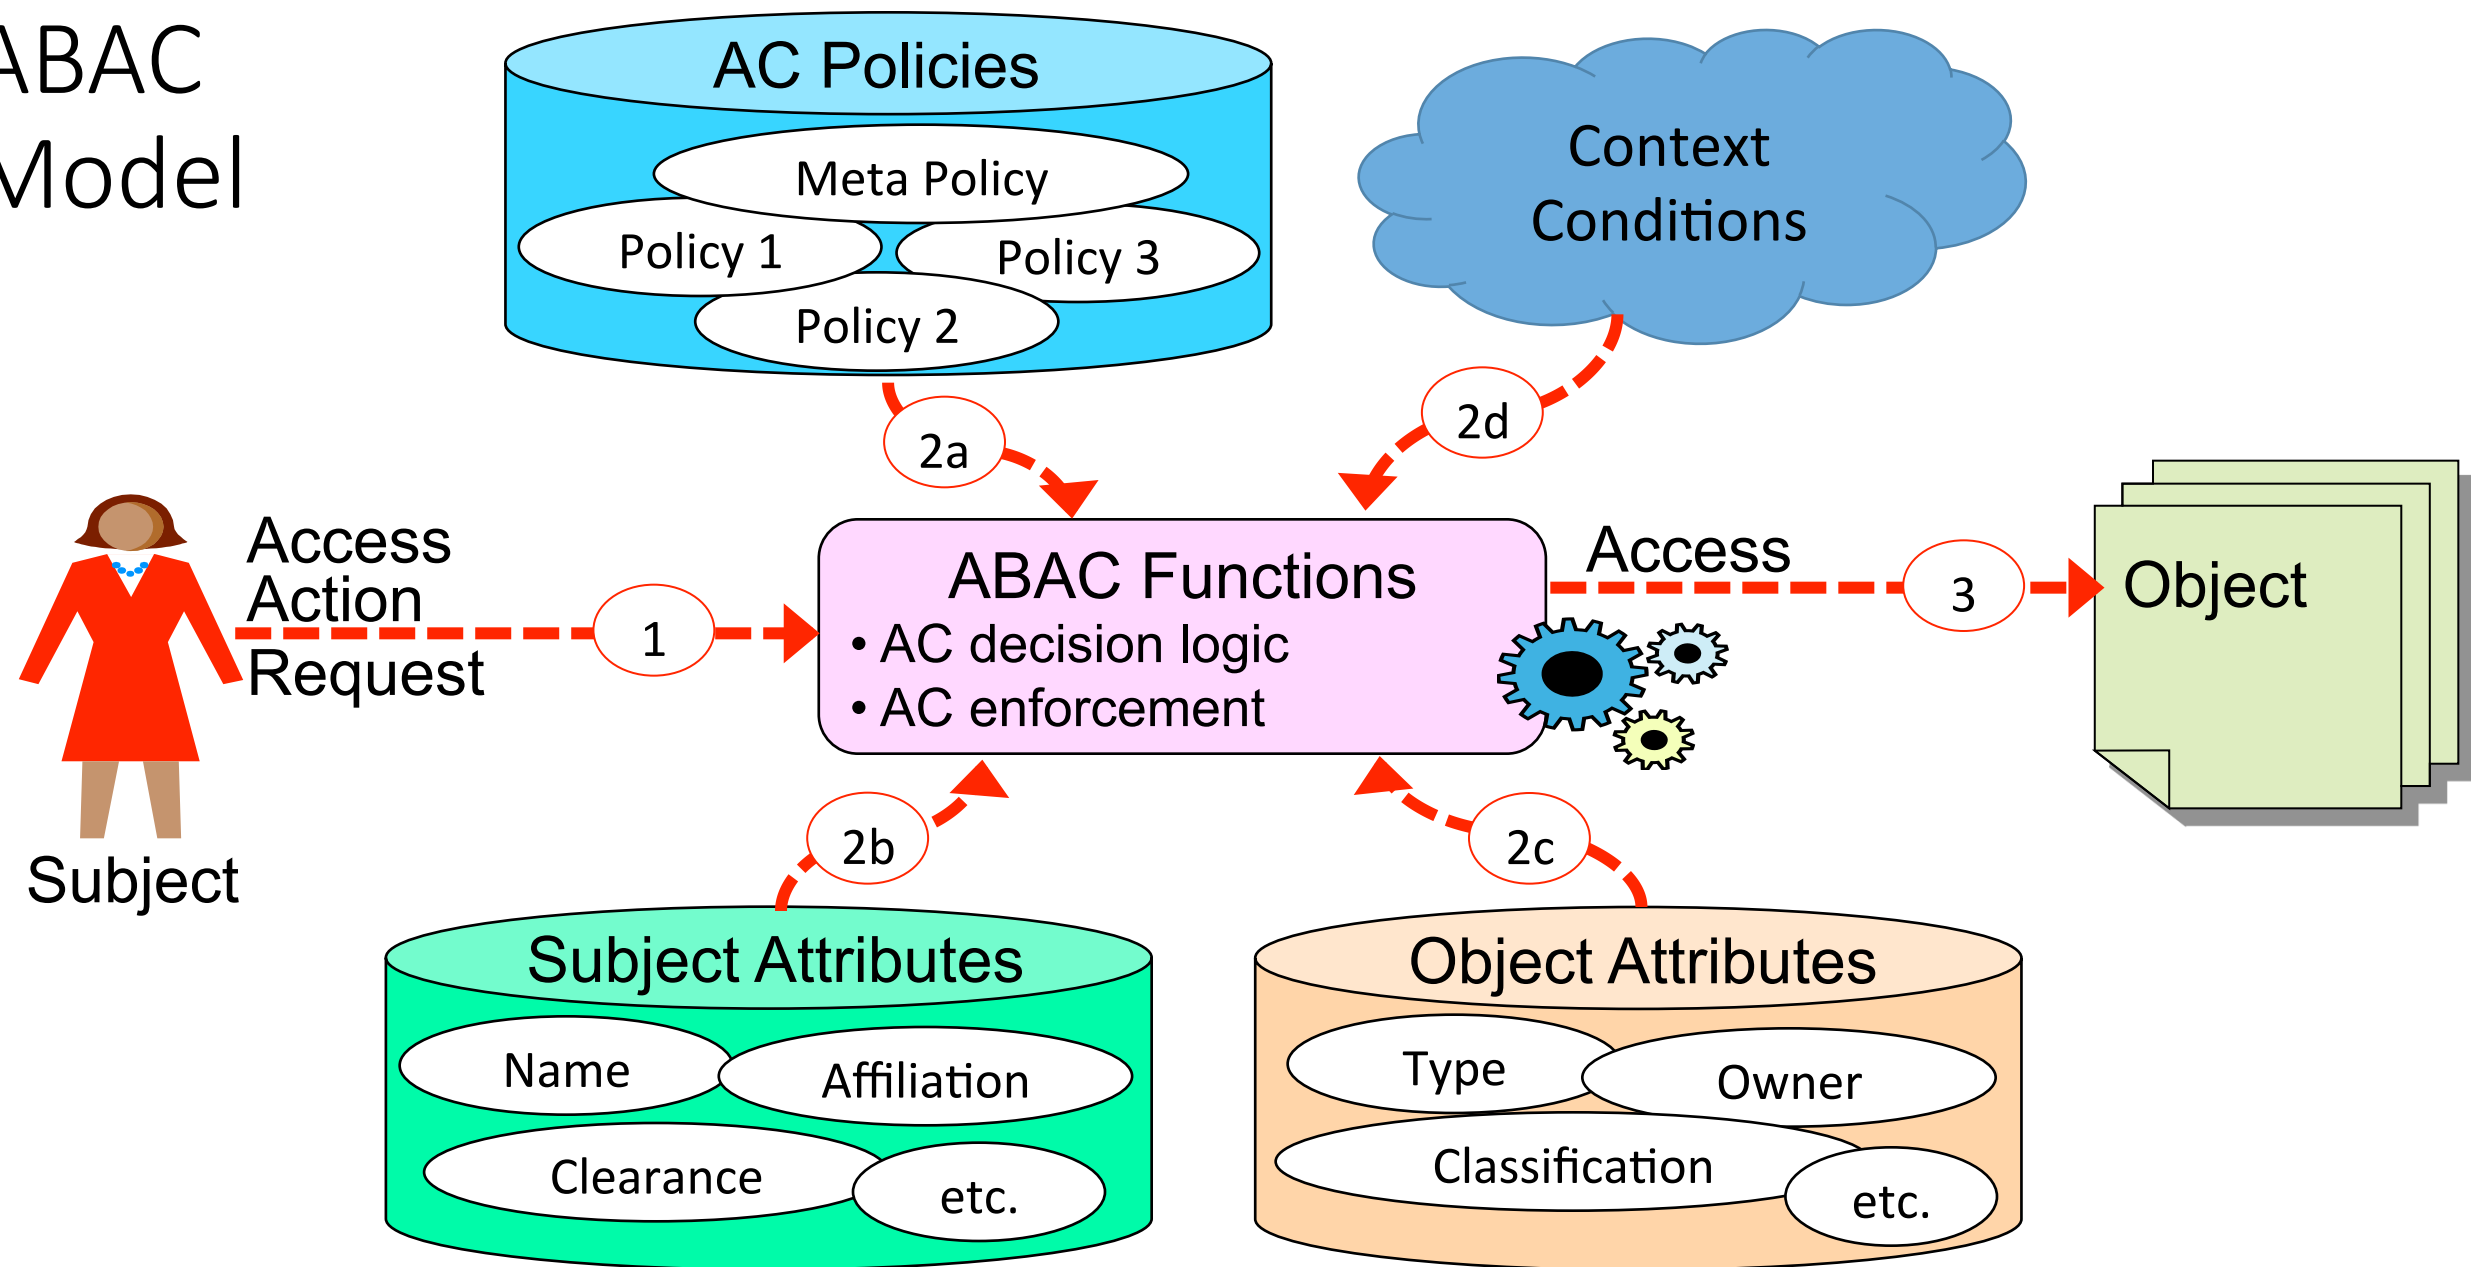 ABAC
Model
AC Policies
Meta Policy
Policy 1
Policy 3
Policy 2
Context
Conditions
2a
2d
Access
Action
Request
1
ABAC Functions
• AC decision logic
• AC enforcement
Access
3
Object
Subject
2b
2c
Subject Attributes
Name
Affiliation
Clearance
etc.
Object Attributes
Type
Owner
Classification
etc.